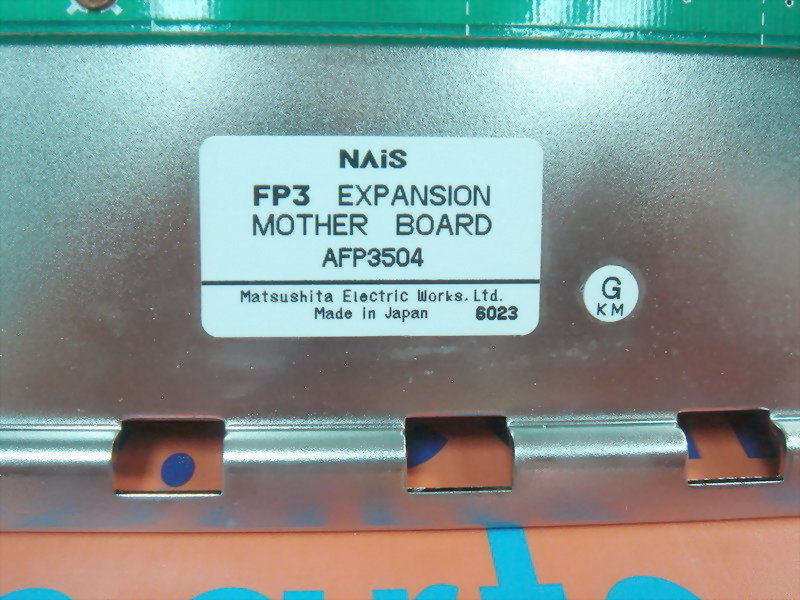 NAiS
FP3 EXPANSION
MOTHER BOARD
AFP3504
Matsushita Electric Works, Ltd.
Made in Japan 6023
G
KM